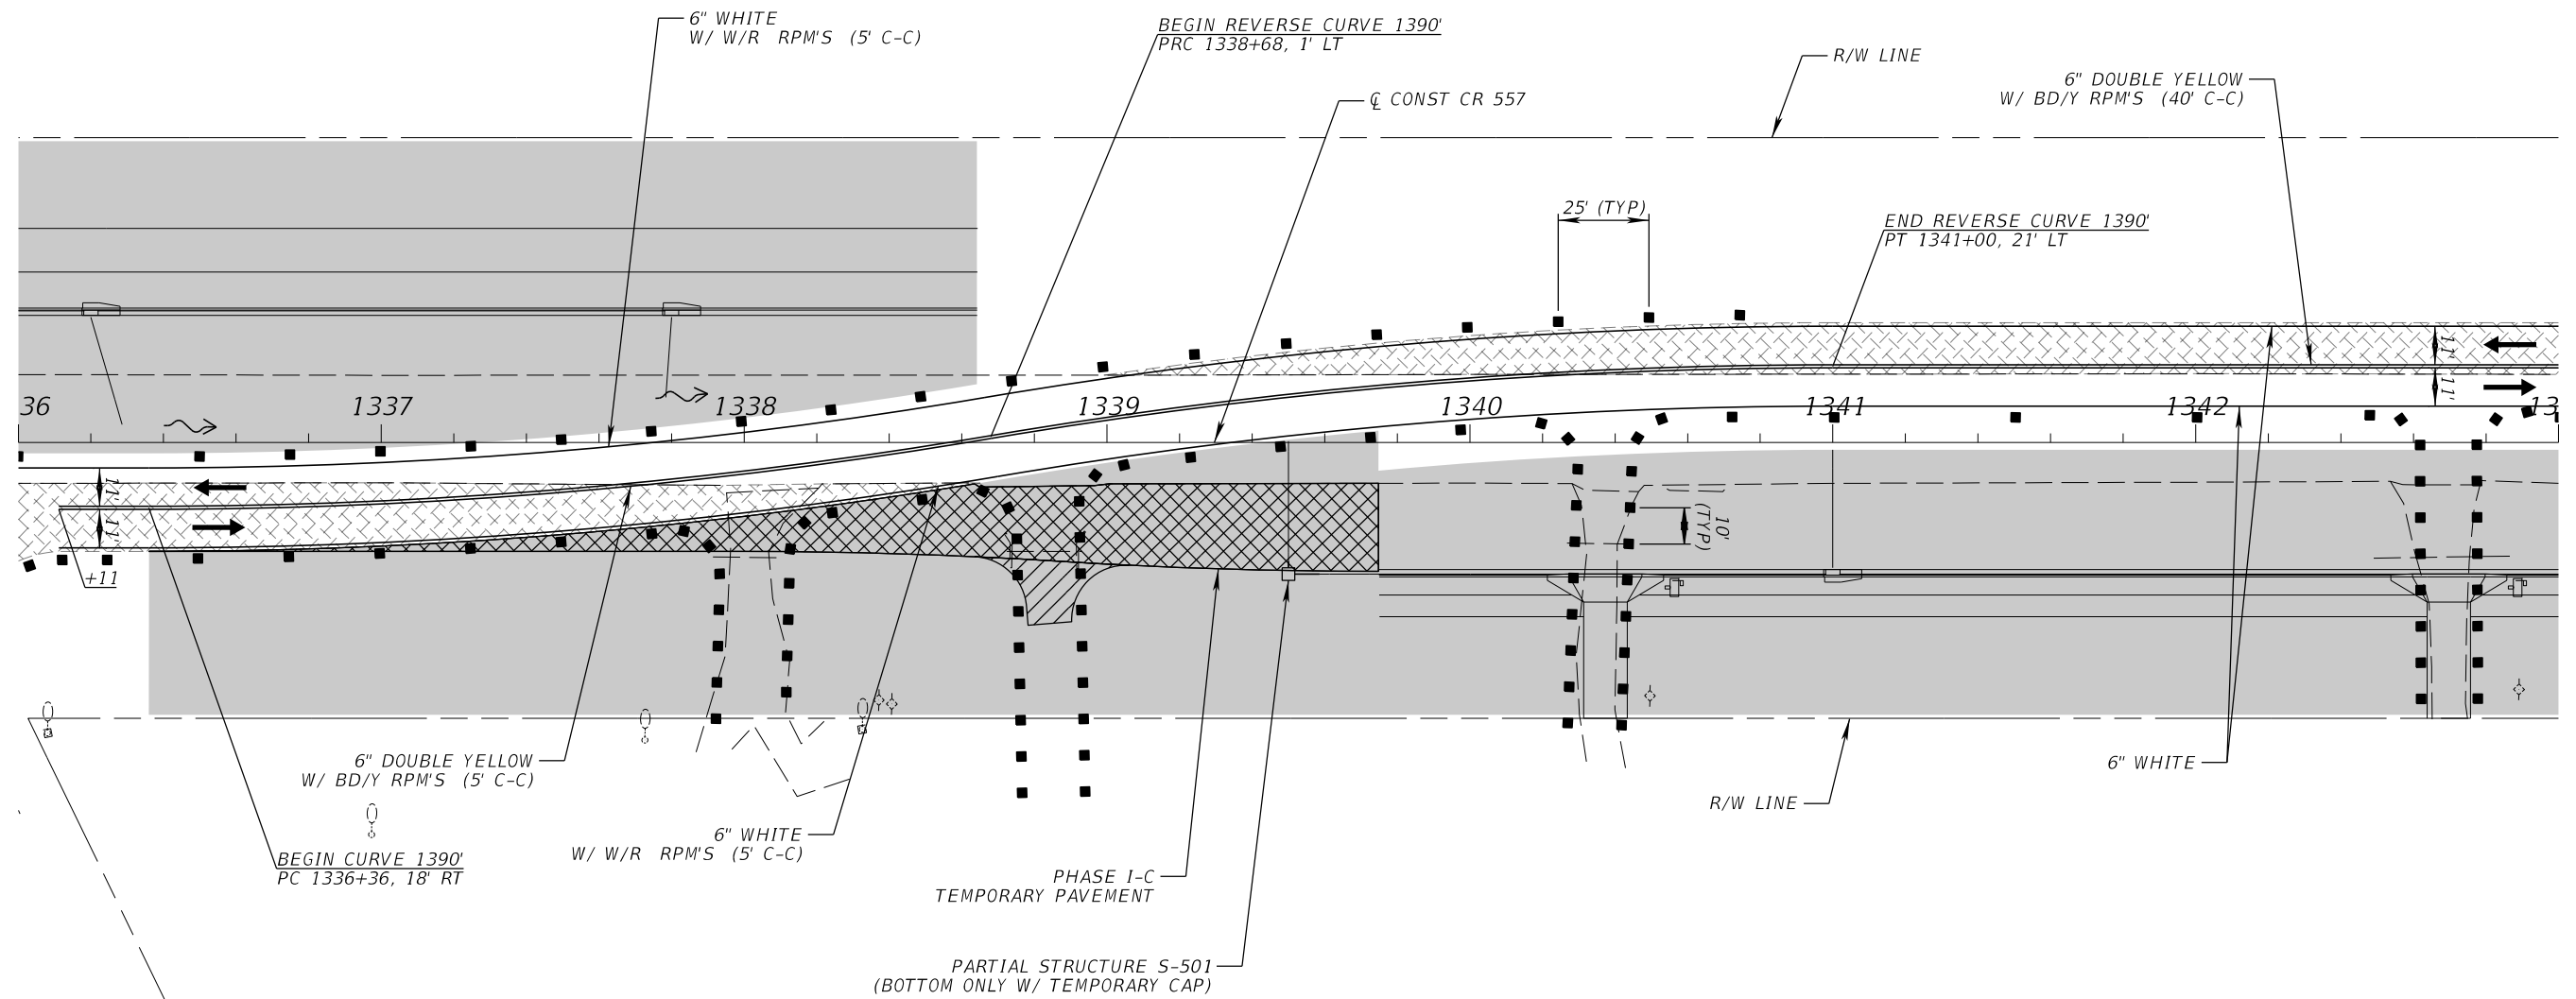 6" WHITE
W/ W/R RPM'S (5' C-C)
BEGIN REVERSE CURVE 1390'
PRC 1338+68, 1' LT
R/W LINE
6" DOUBLE YELLOW
W/ BD/Y RPM'S (40' C-C)
℄ CONST CR 557
25' (TYP)
END REVERSE CURVE 1390'
PT 1341+00, 21' LT
11'
11'
36
1337
1338
1339
1340
1341
1342
13
11'
11'
10'
(TYP)
+11
6" DOUBLE YELLOW
W/ BD/Y RPM'S (5' C-C)
6" WHITE
R/W LINE
6" WHITE
W/ W/R RPM'S (5' C-C)
BEGIN CURVE 1390'
PC 1336+36, 18' RT
PHASE I-C
TEMPORARY PAVEMENT
PARTIAL STRUCTURE S-501
(BOTTOM ONLY W/ TEMPORARY CAP)